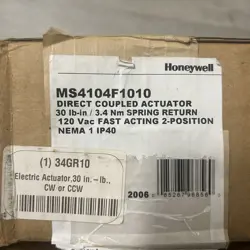 Honeywell
MS4104F1010
DIRECT COUPLED ACTUATOR
30 lb-in / 3.4 Nm SPRING RETURN
120 Vac FAST ACTING 2-POSITION
NEMA 1 IP40
(1) 34GR10
Electric Actuator,30 in. - lb.,
CW or CCW
2006